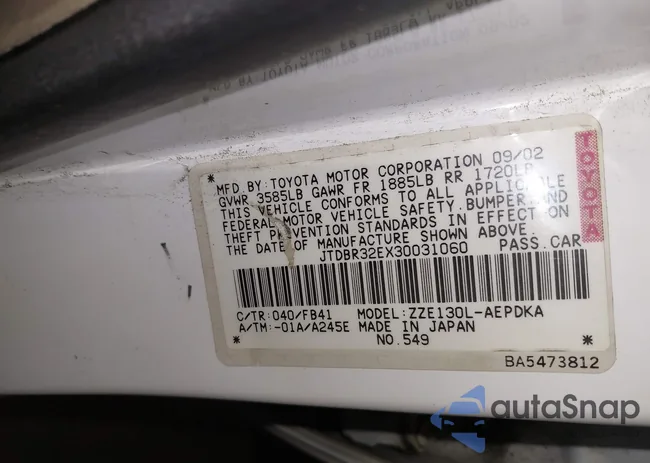 MFD BY: TOYOTA MOTOR CORPORATION 09/02
GVWR 3585LB GAWR FR 1885LB RR 1720LB
THIS VEHICLE CONFORMS TO ALL APPLICABLE
FEDERAL MOTOR VEHICLE SAFETY, BUMPER, AND
THEFT PREVENTION STANDARDS IN EFFECT ON
THE DATE OF MANUFACTURE SHOWN ABOVE.
JTDBR32EX30031060 PASS. CAR
TOYOTA
C/TR: 040/FB41 MODEL: ZZE130L-AEPDKA
A/TM: -01A/A245E MADE IN JAPAN
* NO.549 *
BA5473812
autoSnap